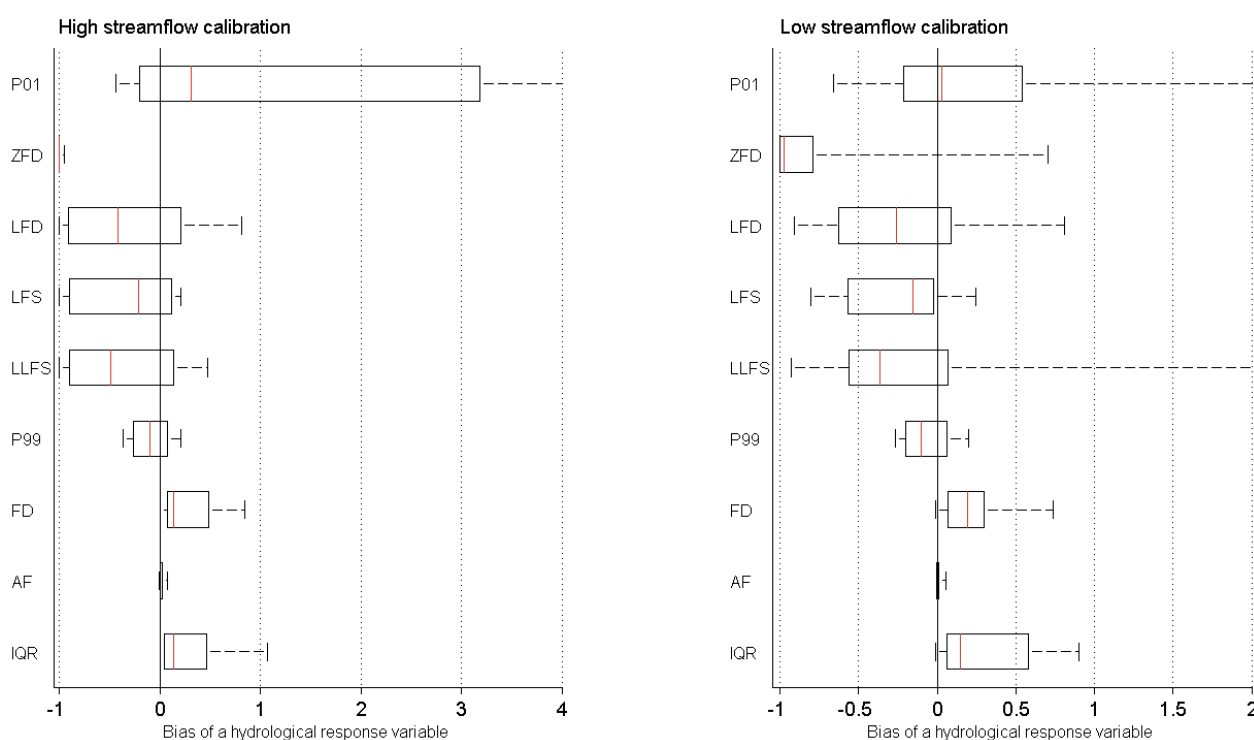 High streamflow calibration
P01
ZFD
LFD
LFS
LLFS
P99
FD
AF
IQR
-1 0 1 2 3 4
Bias of a hydrological response variable
Low streamflow calibration
P01
ZFD
LFD
LFS
LLFS
P99
FD
AF
IQR
-1 -0.5 0 0.5 1 1.5 2
Bias of a hydrological response variable